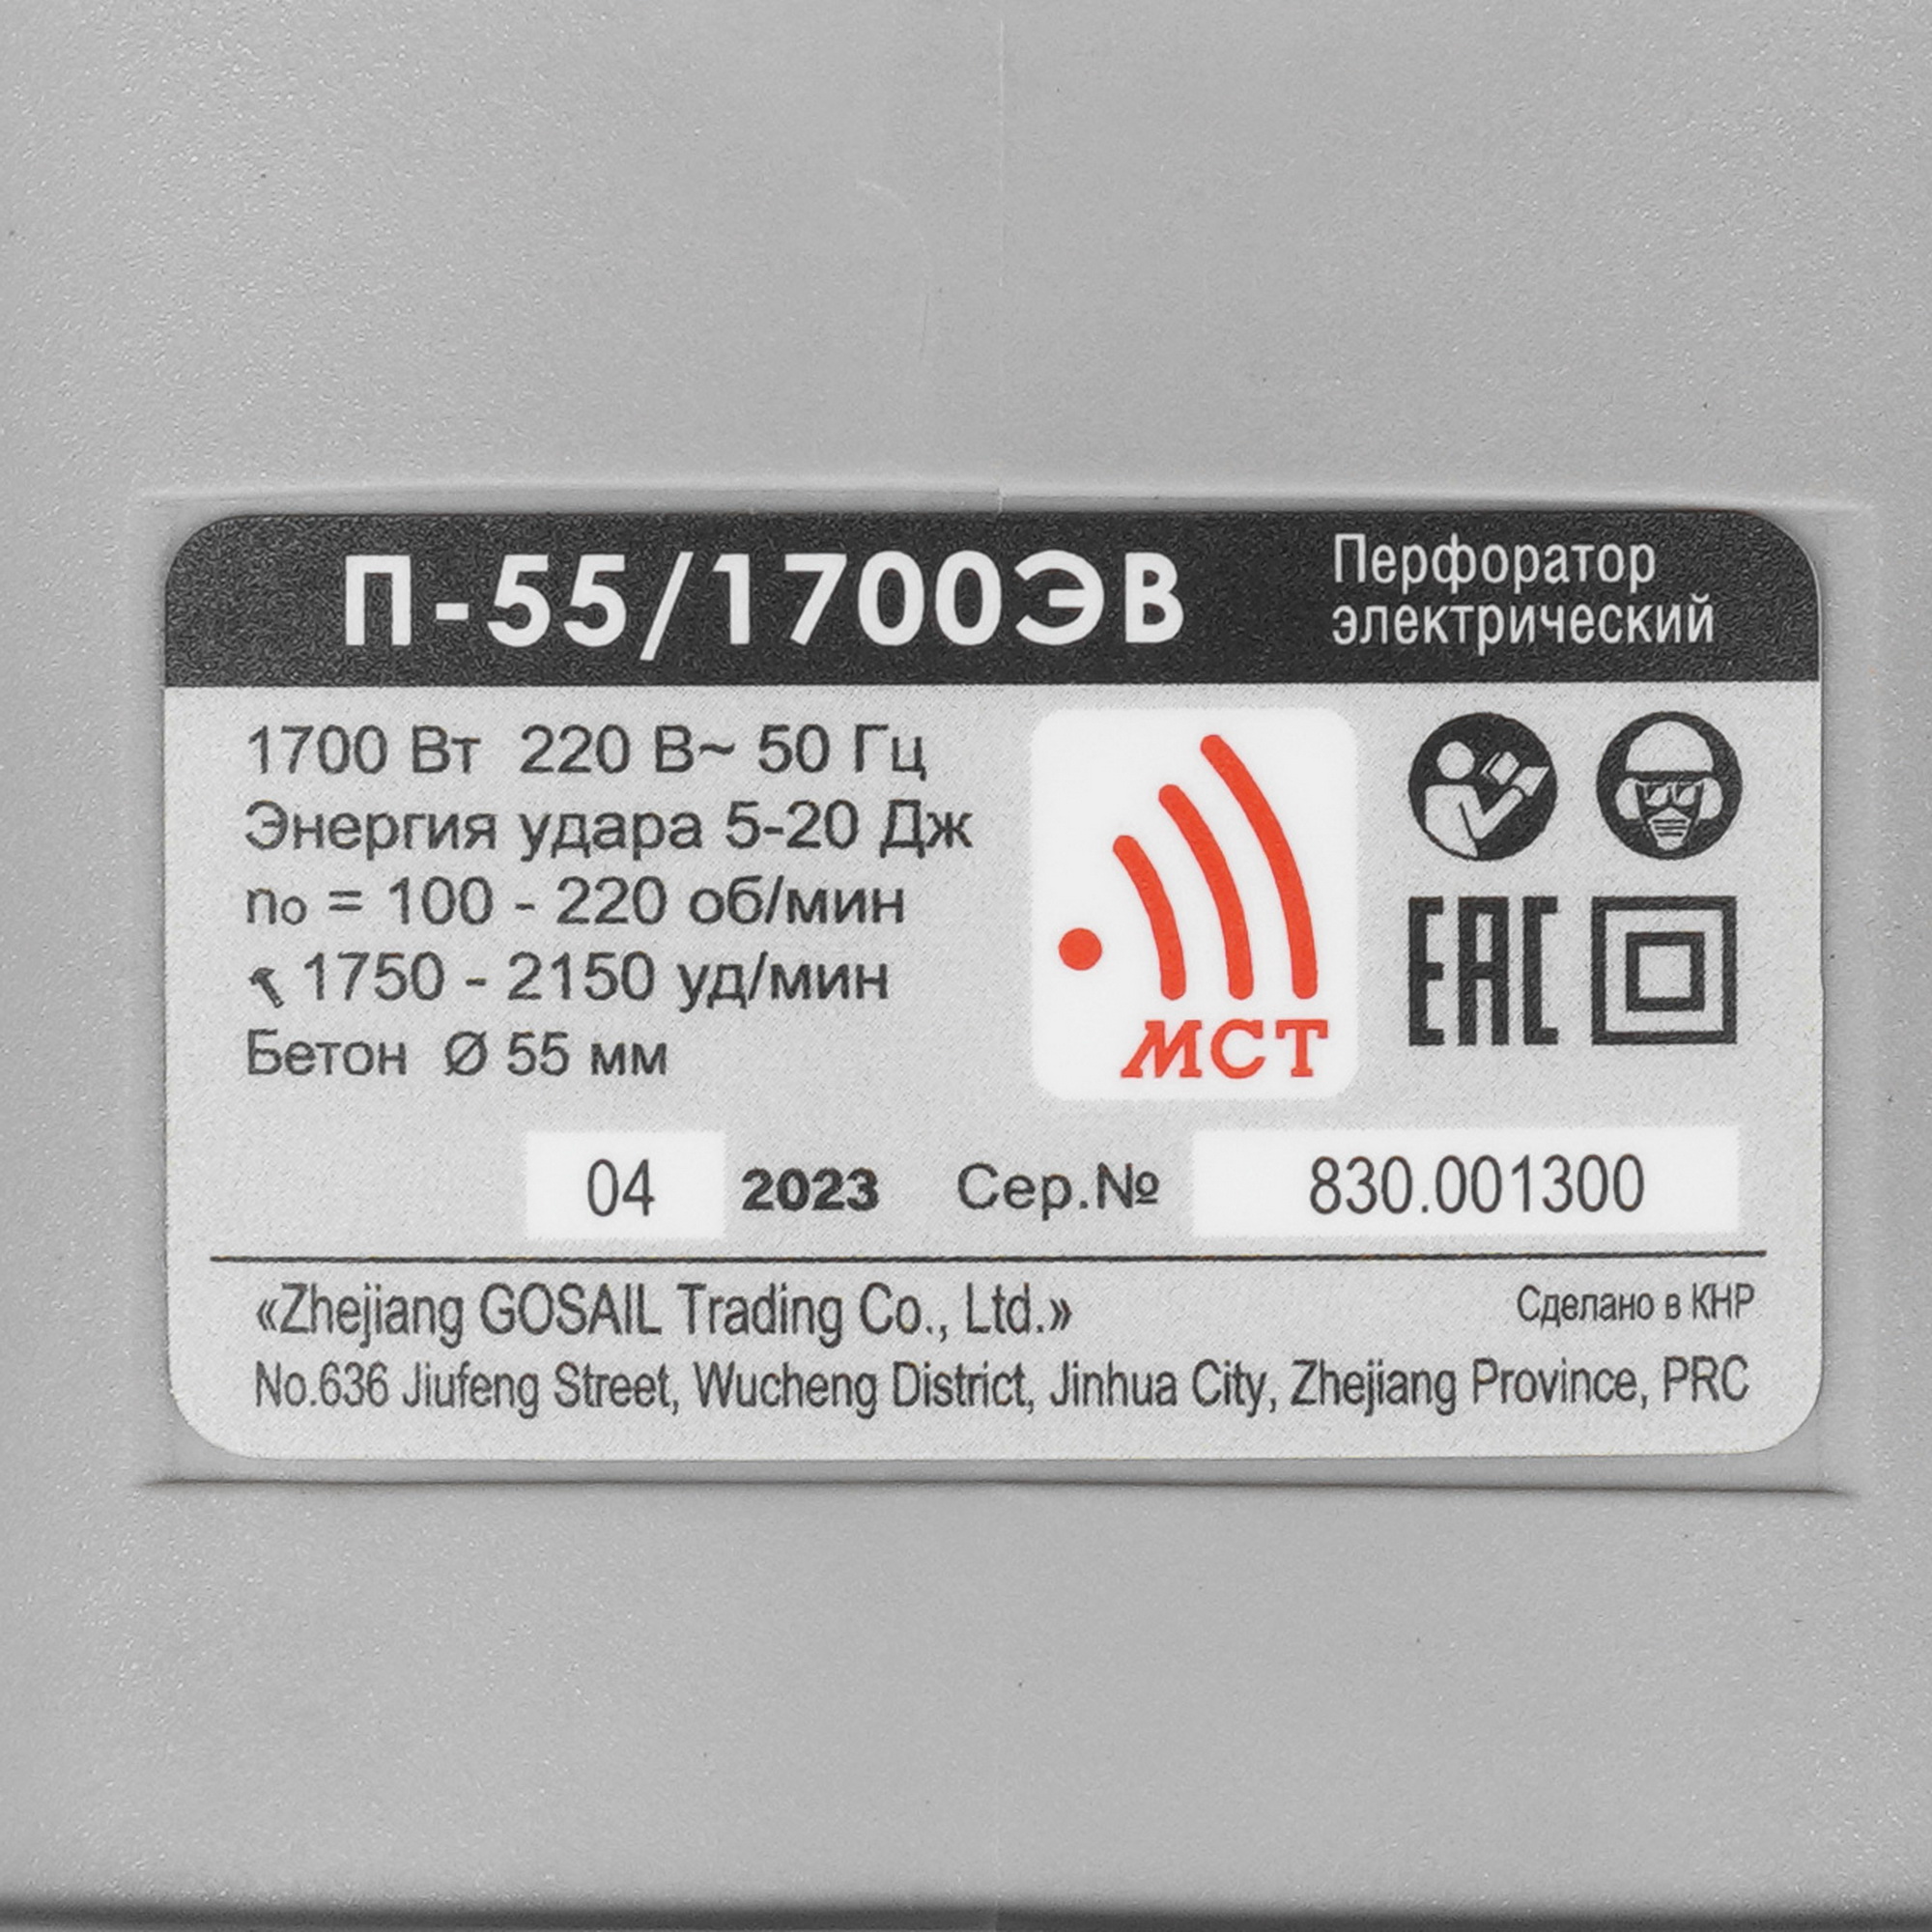 П-55/1700ЭВ
Перфоратор
электрический
1700 Вт 220 В~ 50 Гц
Энергия удара 5-20 Дж
no = 100 - 220 об/мин
1750 - 2150 уд/мин
Бетон Ø 55 мм
МСТ
EAC
04 2023 Сер.№ 830.001300
«Zhejiang GOSAIL Trading Co., Ltd.» Сделано в КНР
No.636 Jiufeng Street, Wucheng District, Jinhua City, Zhejiang Province, PRC